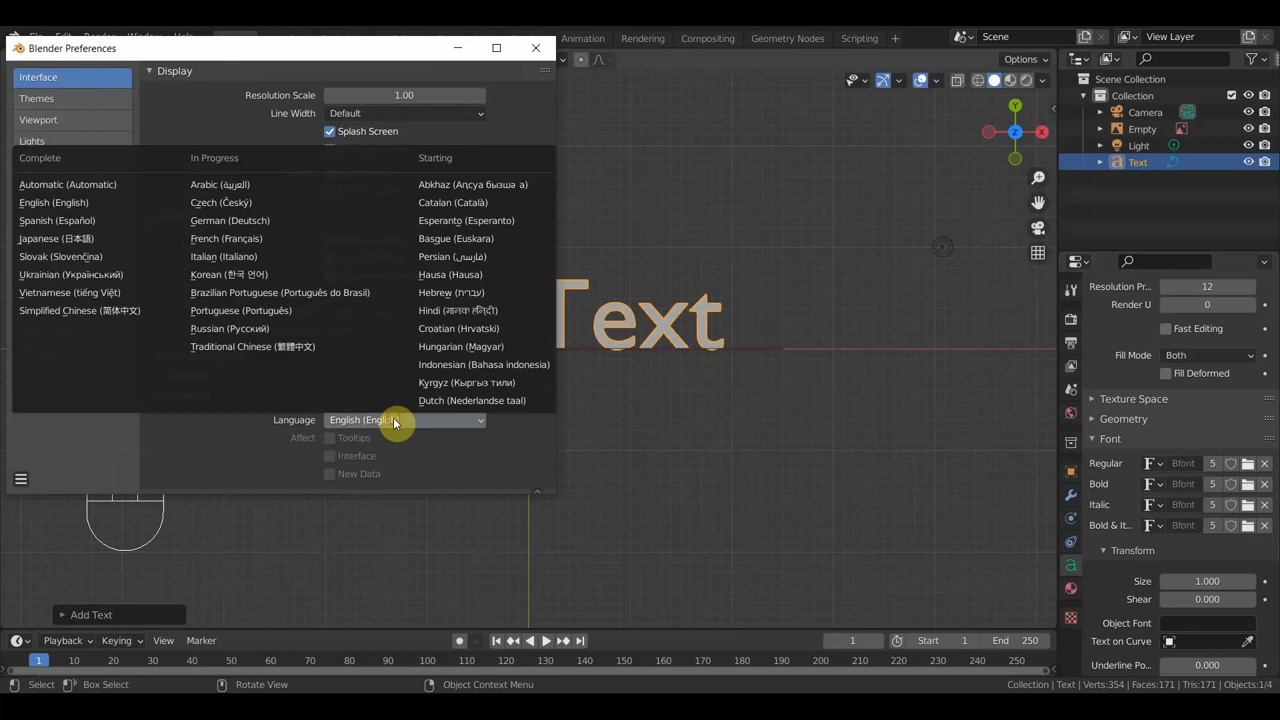 Blender Preferences
Animation
Rendering
Compositing
Geometry Nodes
Scripting
Scene
View Layer
Interface
Themes
Viewport
Lights
Display
Resolution Scale
1.00
Line Width
Default
Splash Screen
Options
Complete
Automatic (Automatic)
English (English)
Spanish (Español)
Japanese (日本語)
Slovak (Slovenčina)
Ukrainian (Український)
Vietnamese (tiếng Việt)
Simplified Chinese (简体中文)
In Progress
Arabic (العربية)
Czech (Český)
German (Deutsch)
French (Français)
Italian (Italiano)
Korean (한국 언어)
Brazilian Portuguese (Português do Brasil)
Portuguese (Português)
Russian (Русский)
Traditional Chinese (繁體中文)
Starting
Abkhaz (Аԥсуа бызшәа)
Catalan (Català)
Esperanto (Esperanto)
Basque (Euskara)
Persian (فارسی)
Hausa (Hausa)
Hebrew (עברית)
Hindi (मानक हिन्दी)
Croatian (Hrvatski)
Hungarian (Magyar)
Indonesian (Bahasa indonesia)
Kyrgyz (Кыргыз тили)
Dutch (Nederlandse taal)
Language
English (English)
Affect
Tooltips
Interface
New Data
Text
Scene Collection
Collection
Camera
Empty
Light
Text
Resolution Pr...
12
Render U
0
Fast Editing
Fill Mode
Both
Fill Deformed
Texture Space
Geometry
Font
Regular
Bfont
5
Bold
Bfont
5
Italic
Bfont
5
Bold & It...
Bfont
5
Transform
Size
1.000
Shear
0.000
Object Font
Text on Curve
Object
Underline Po...
0.000
Add Text
Playback
Keying
View
Marker
1
Start 1
End 250
1 10 20 30 40 50 60 70 80 90 100 110 120 130 140 150 160 170 180 190 200 210 220 230 240 250
Select
Box Select
Rotate View
Object Context Menu
Collection | Text | Verts:354 | Faces:171 | Tris:171 | Objects:1/4